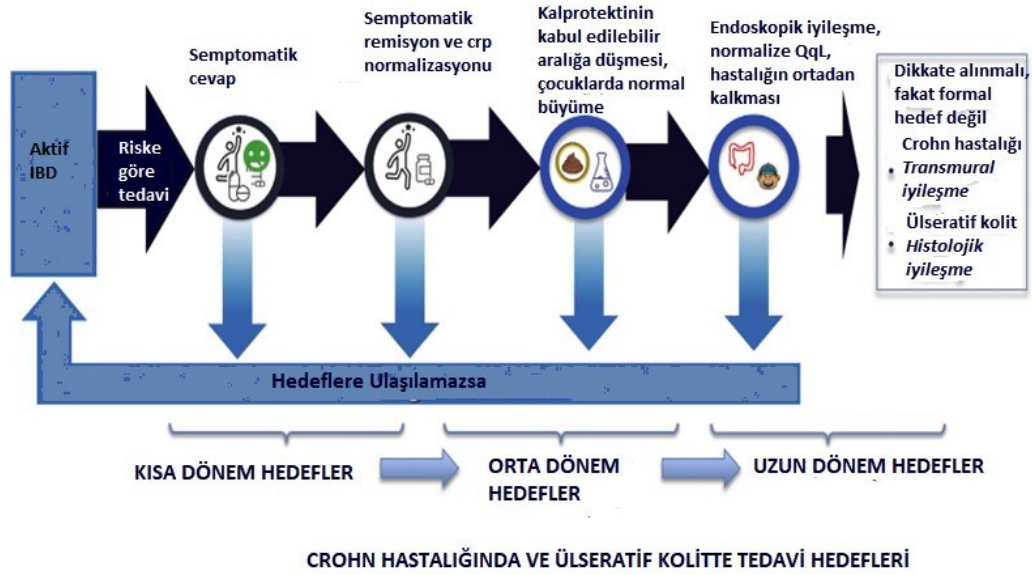 Aktif
IBD
Riske
göre
tedavi
Semptomatik
cevap
Semptomatik
remisyon ve crp
normalizasyonu
Kalprotektinin
kabul edilebilir
aralığa düşmesi,
çocuklarda normal
büyüme
Endoskopik iyileşme,
normalize QqL,
hastalığın ortadan
kalkması
Dikkate alınmalı,
fakat formal
hedef değil
Crohn hastalığı
• Transmural
iyileşme
Ülseratif kolit
• Histolojik
iyileşme
Hedeflere Ulaşılamazsa
KISA DÖNEM HEDEFLER
ORTA DÖNEM
HEDEFLER
UZUN DÖNEM HEDEFLER
CROHN HASTALIĞINDA VE ÜLSERATİF KOLİTTE TEDAVİ HEDEFLERİ